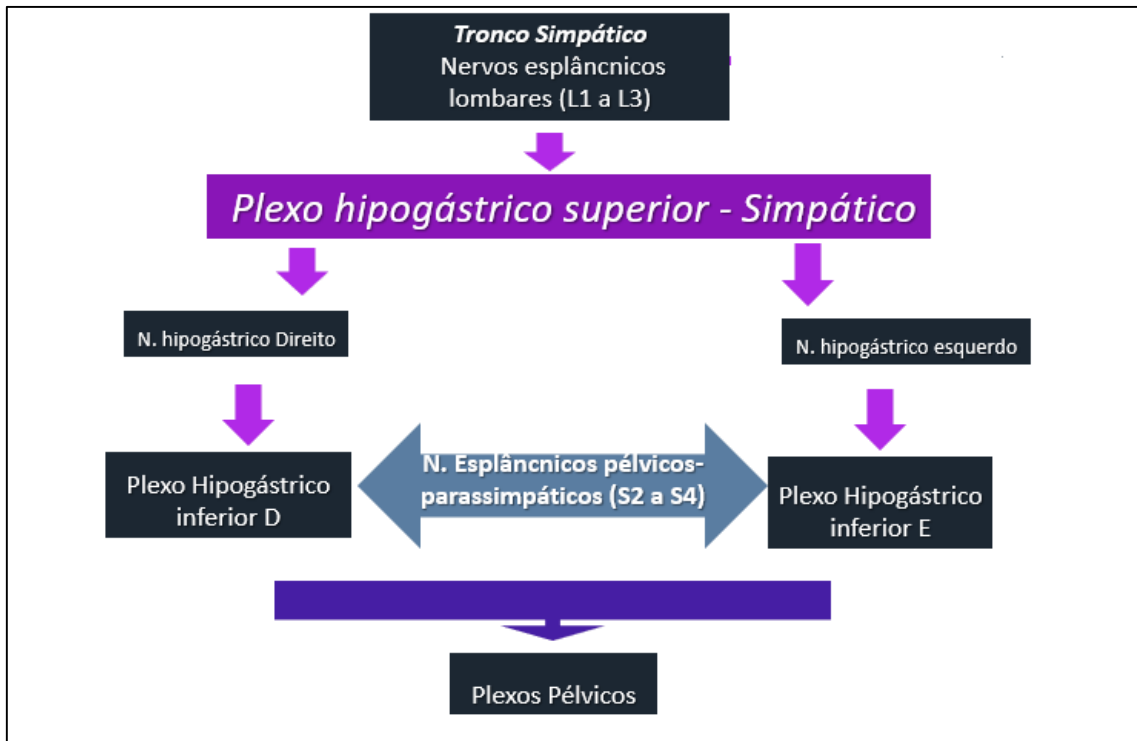 Tronco Simpático
Nervos esplâncnicos
lombares (L1 a L3)
Plexo hipogástrico superior - Simpático
N. hipogástrico Direito
N. hipogástrico esquerdo
N. Esplâncnicos pélvicos-
parassimpáticos (S2 a S4)
Plexo Hipogástrico
inferior D
Plexo Hipogástrico
inferior E
Plexos Pélvicos